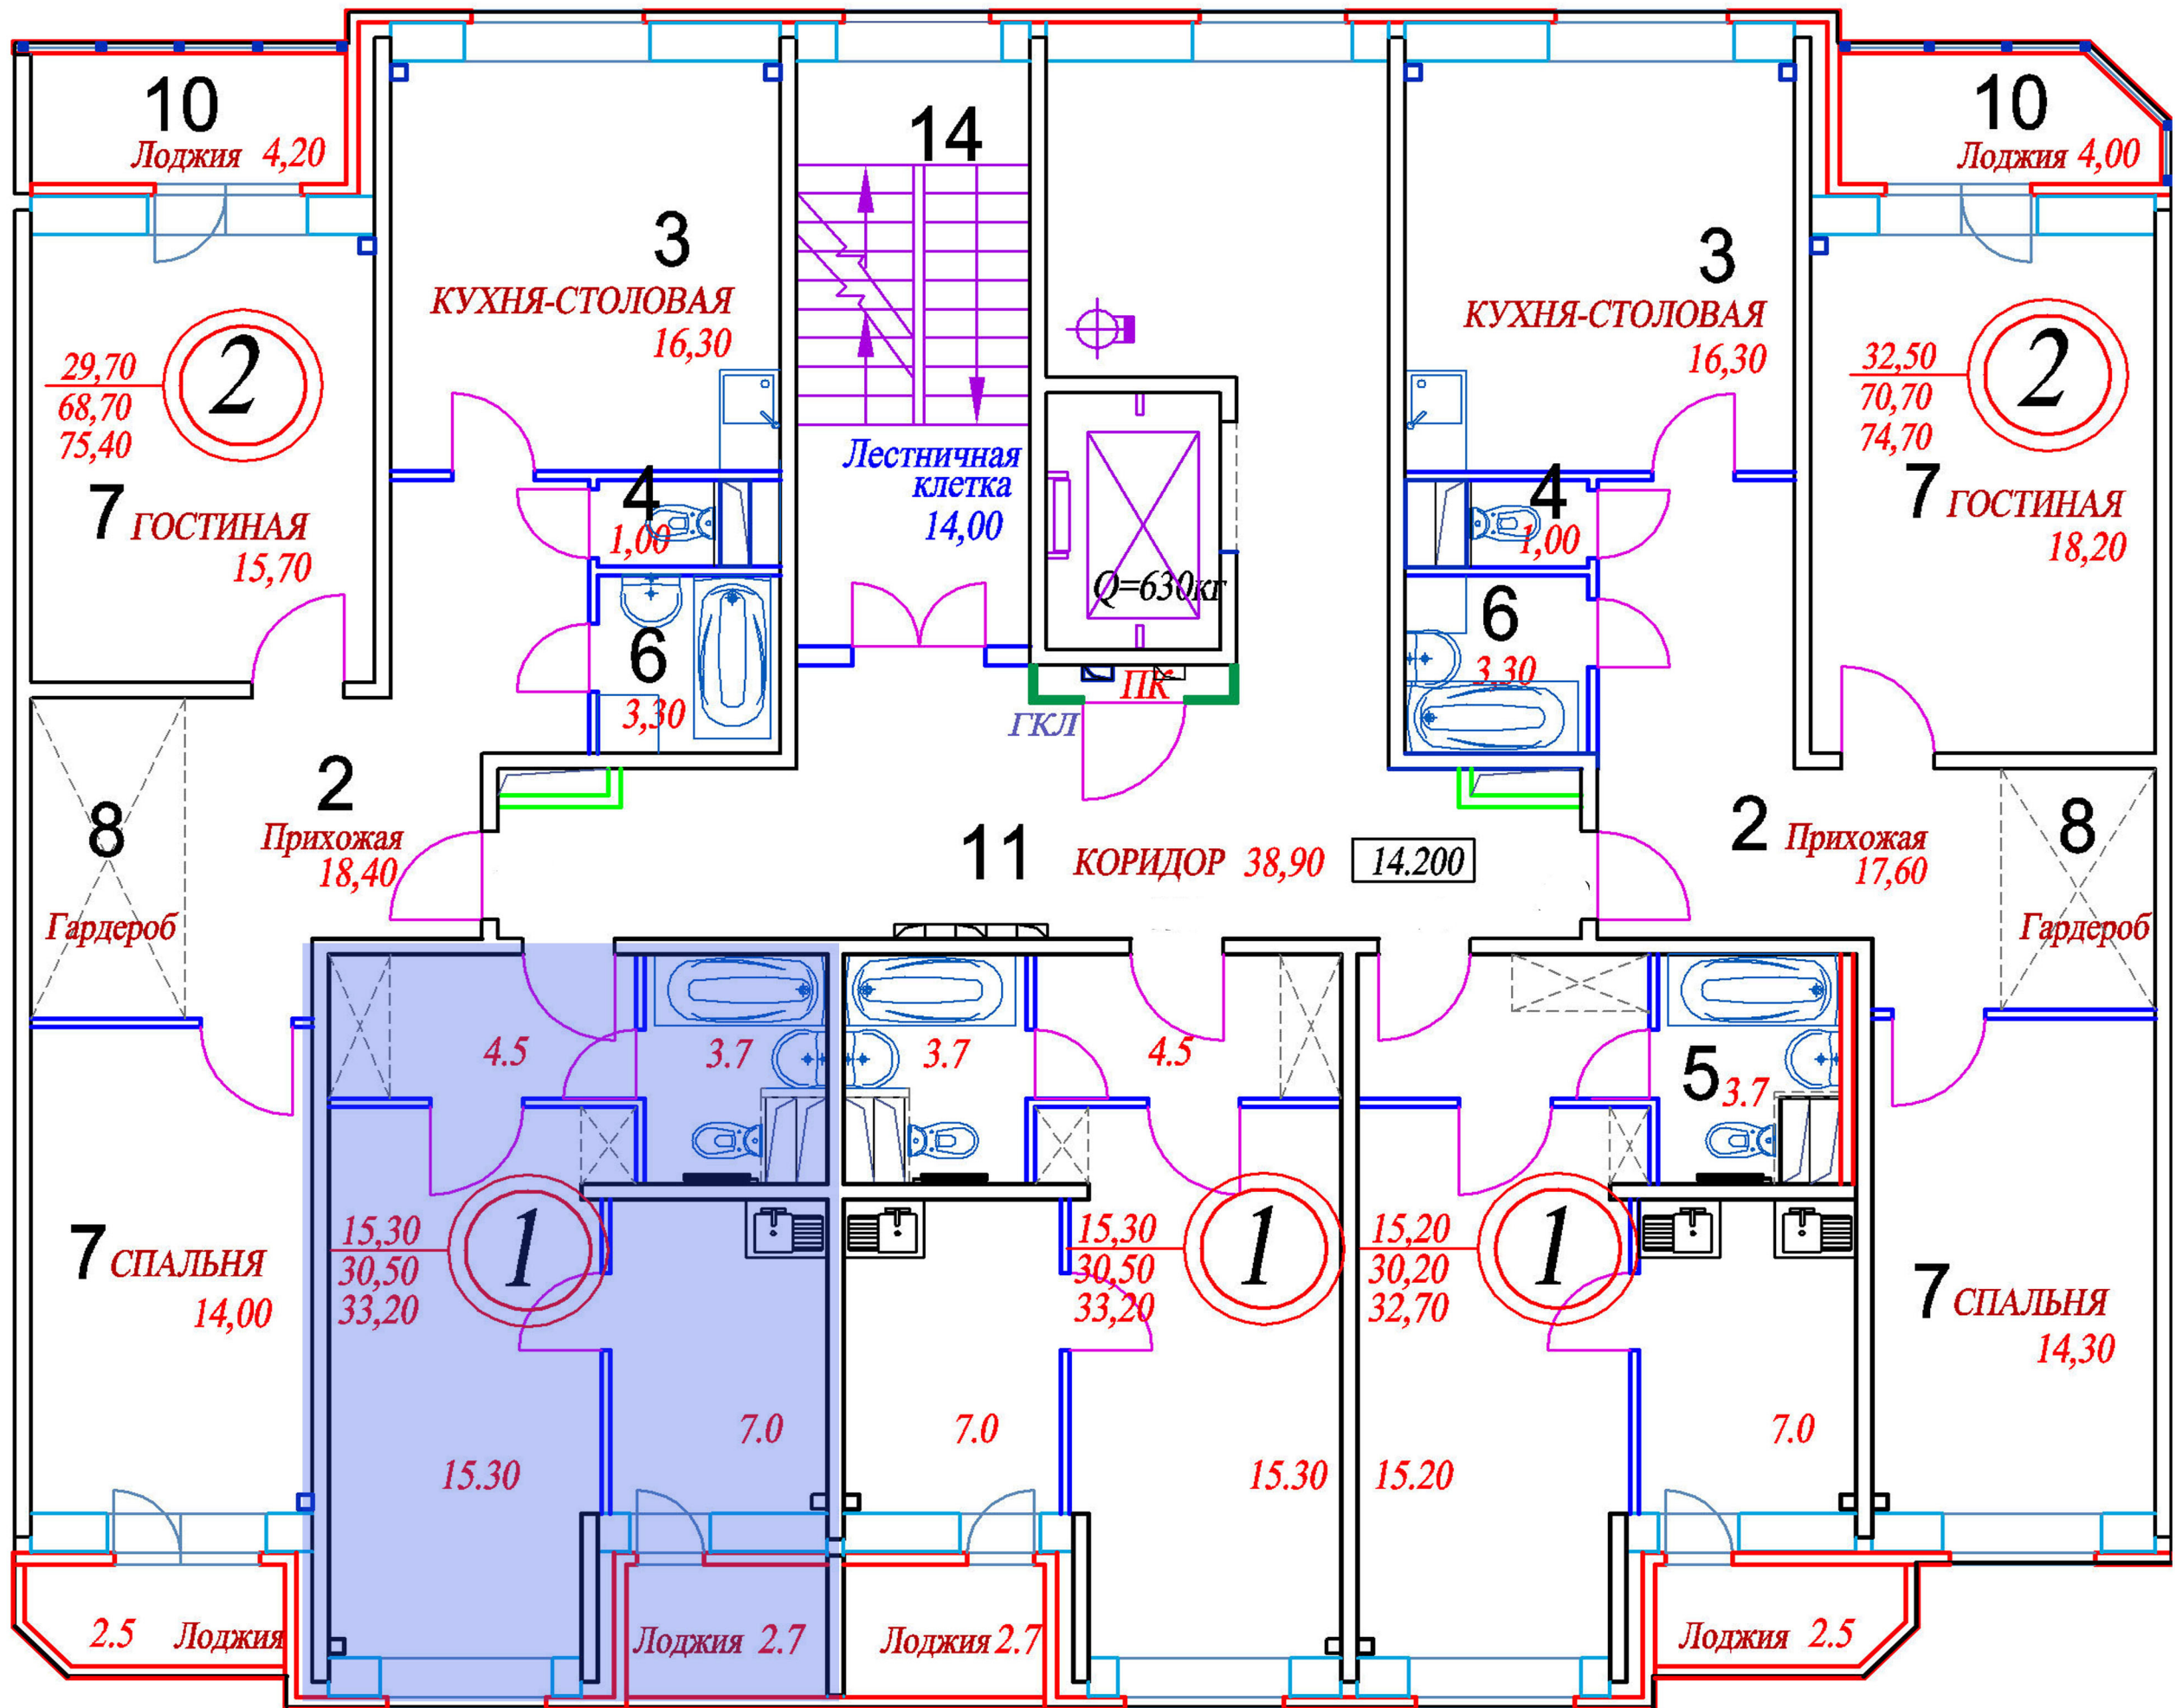 10
Лоджия 4,20
14
10
Лоджия 4,00
3
КУХНЯ-СТОЛОВАЯ
16,30
3
КУХНЯ-СТОЛОВАЯ
16,30
29,70
68,70
75,40
2
32,50
70,70
74,70
2
7 ГОСТИНАЯ
15,70
4
1,00
Лестничная
клетка
14,00
Q=630кг
4
1,00
7 ГОСТИНАЯ
18,20
6
3,30
ПК
ГКЛ
6
3,30
8
Гардероб
2
Прихожая
18,40
11 КОРИДОР 38,90 14.200
2 Прихожая
17,60
8
Гардероб
4.5
3.7
3.7
4.5
5
3.7
7 СПАЛЬНЯ
14,00
15,30
30,50
33,20
1
15,30
30,50
33,20
1
15,20
30,20
32,70
1
7 СПАЛЬНЯ
14,30
7.0
15.30
7.0
15.30
15.20
7.0
2.5 Лоджия
Лоджия 2.7
Лоджия 2.7
Лоджия 2.5